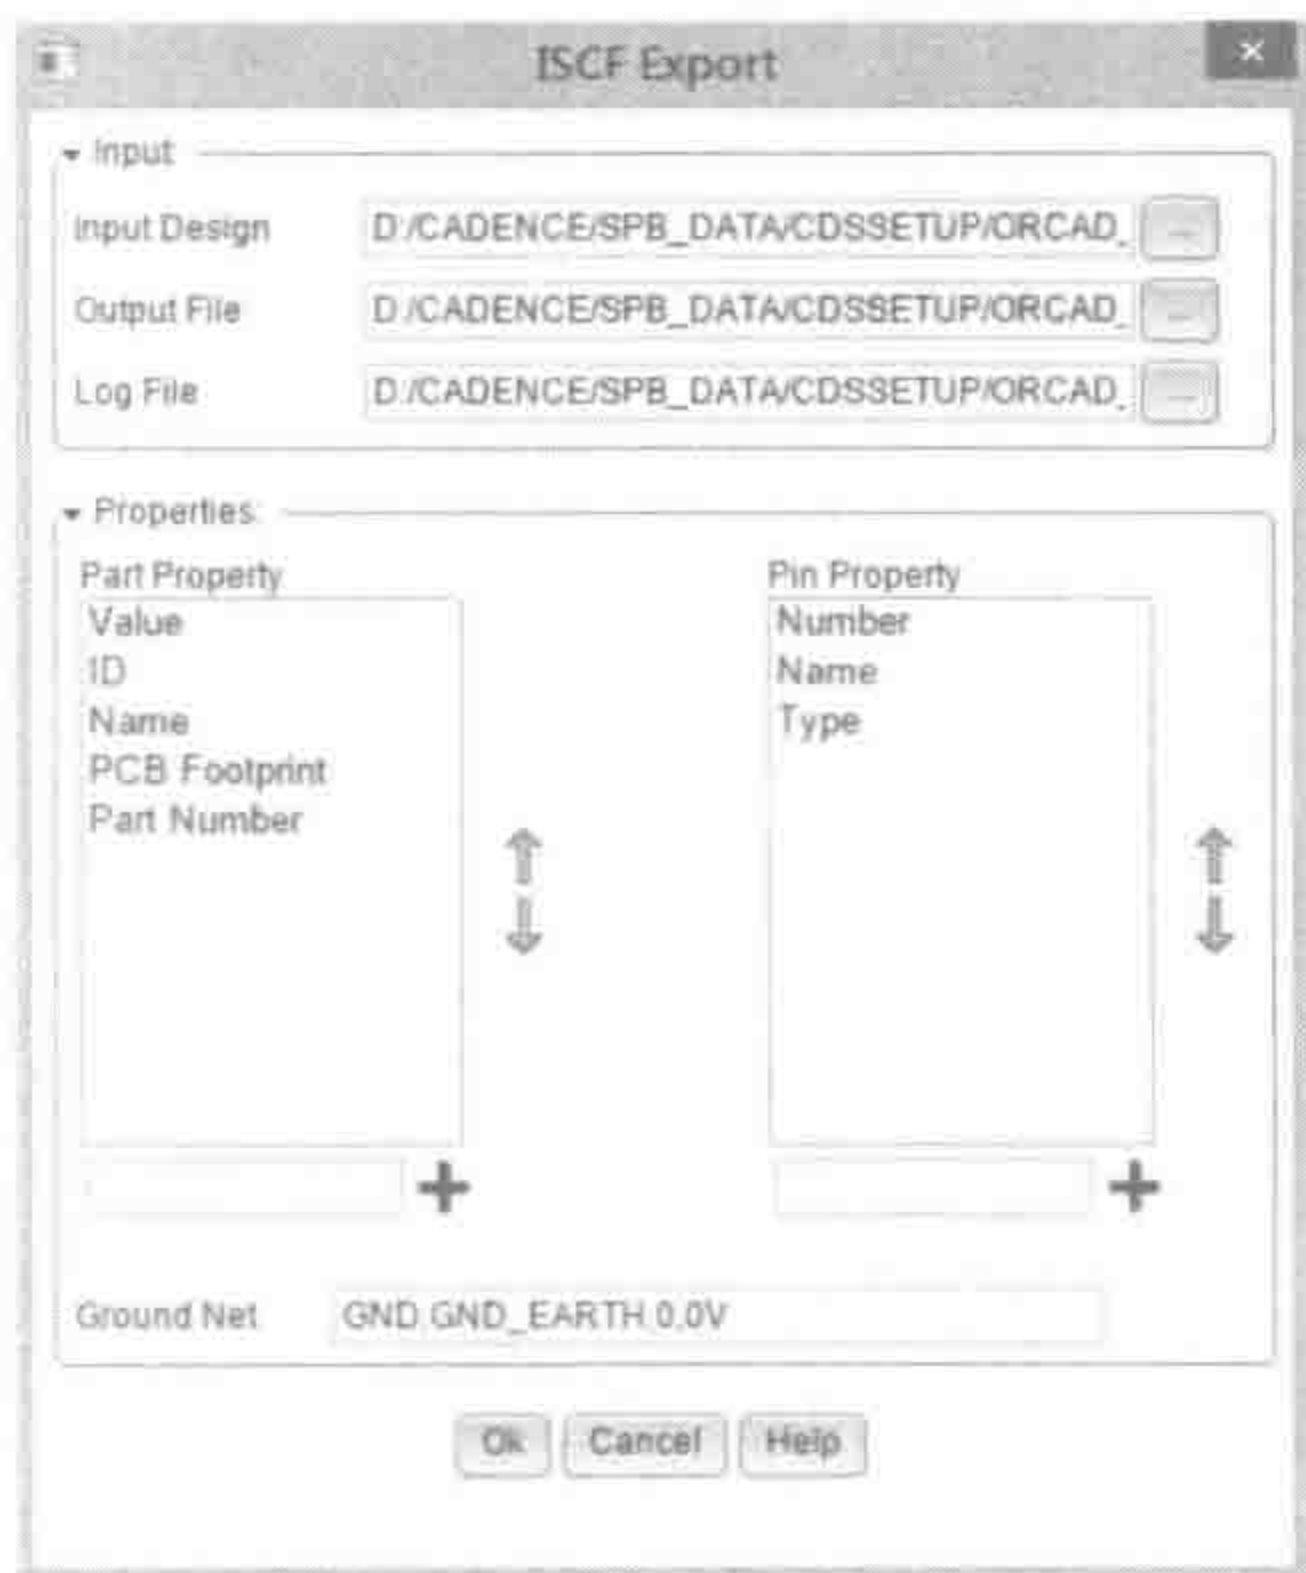 ISCF Export
Input
Input Design D:/CADENCE/SPB_DATA/CDSSETUP/ORCAD_ ...
Output File D:/CADENCE/SPB_DATA/CDSSETUP/ORCAD_ ...
Log File D:/CADENCE/SPB_DATA/CDSSETUP/ORCAD_ ...
Properties
Part Property
Value
ID
Name
PCB Footprint
Part Number
Pin Property
Number
Name
Type
Ground Net GND,GND_EARTH,0,0V
Ok Cancel Help